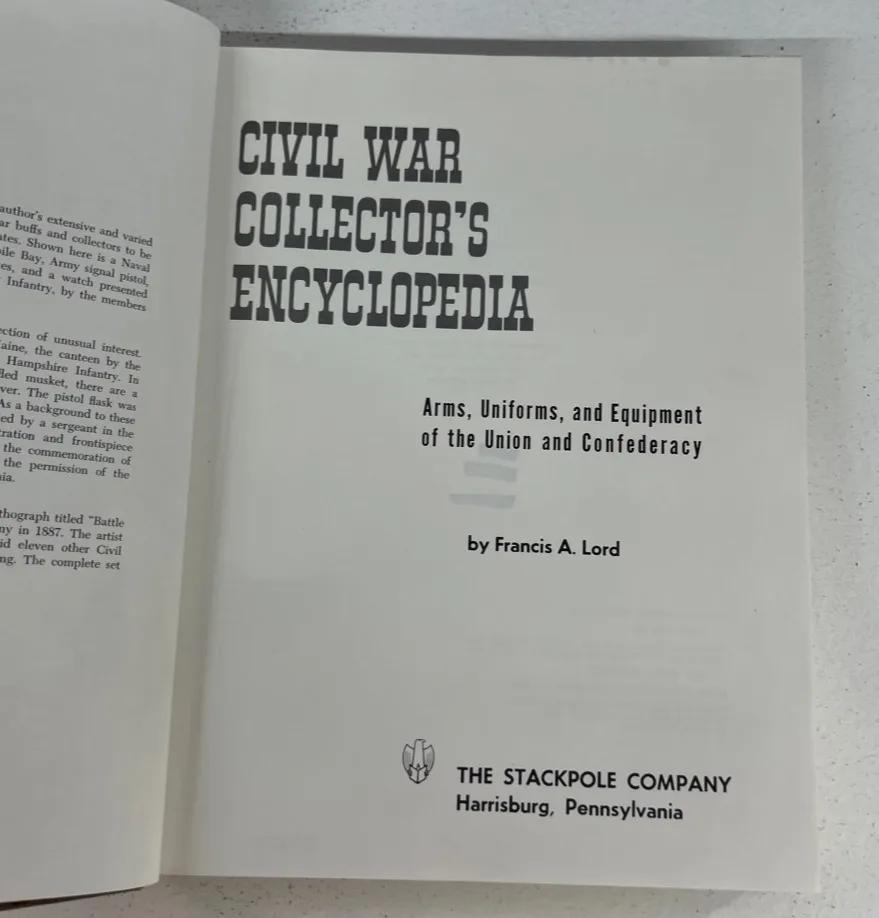 author's extensive and varied
ar buffs and collectors to be
ates. Shown here is a Naval
bile Bay, Army signal pistol,
es, and a watch presented
Infantry, by the members
ection of unusual interest.
aine, the canteen by the
Hampshire Infantry. In
fled musket, there are a
ver. The pistol flask was
As a background to these
ed by a sergeant in the
tration and frontispiece
the commemoration of
the permission of the
nia.
thograph titled "Battle
ny in 1887. The artist
id eleven other Civil
ng. The complete set
CIVIL WAR
COLLECTOR'S
ENCYCLOPEDIA
Arms, Uniforms, and Equipment
of the Union and Confederacy
by Francis A. Lord
THE STACKPOLE COMPANY
Harrisburg, Pennsylvania